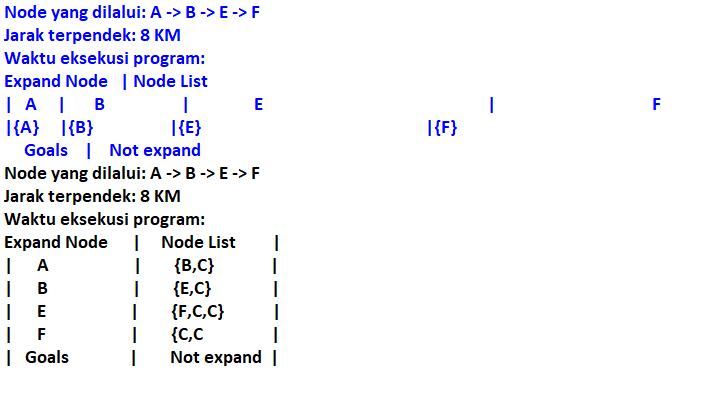 Node yang dilalui: A -> B -> E -> F
Jarak terpendek: 8 KM
Waktu eksekusi program:
Expand Node | Node List
| A | B | E | F
|{A} |{B} |{E} |{F}
Goals | Not expand
Node yang dilalui: A -> B -> E -> F
Jarak terpendek: 8 KM
Waktu eksekusi program:
Expand Node | Node List |
| A | {B,C} |
| B | {E,C} |
| E | {F,C,C} |
| F | {C,C |
| Goals | Not expand |